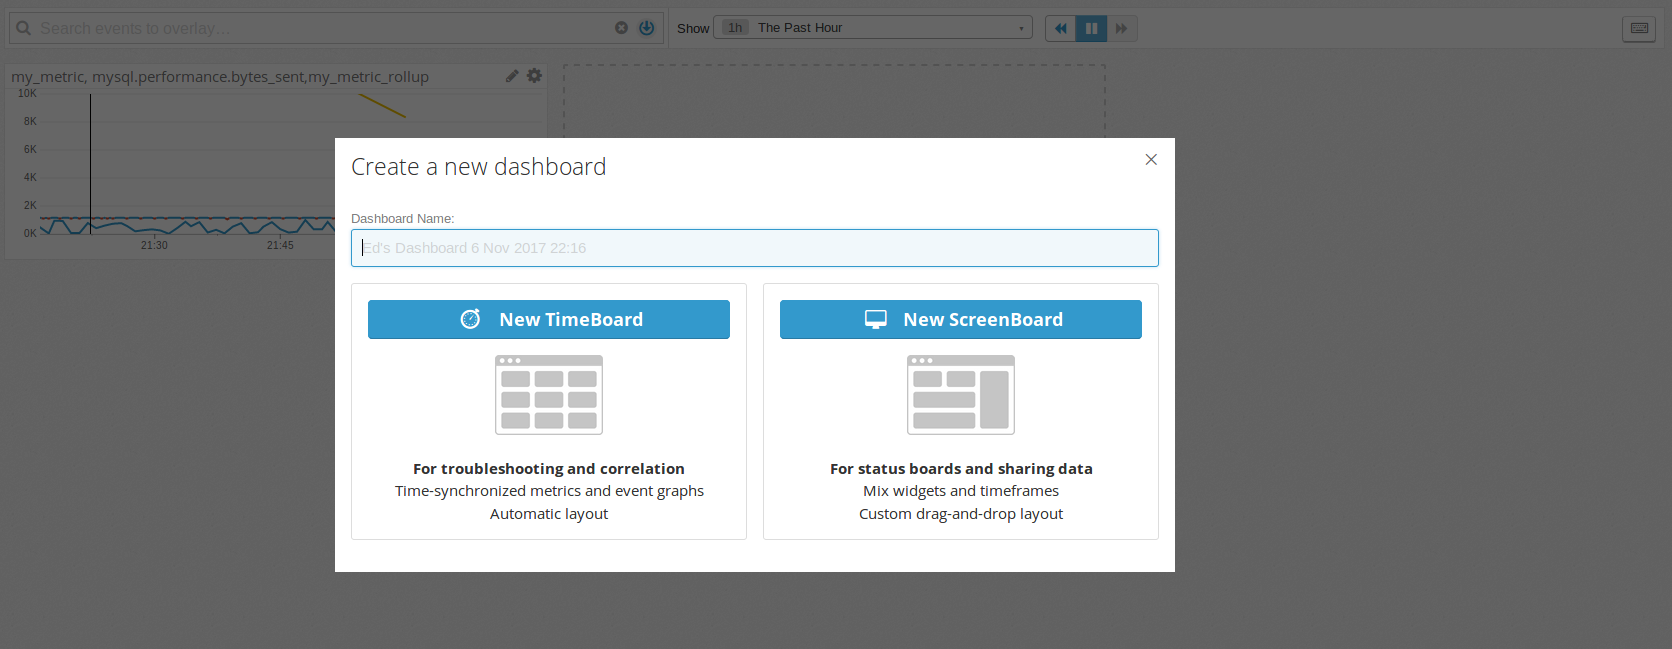 Search events to overlay...
Show
1h The Past Hour
my_metric, mysql.performance.bytes_sent,my_metric_rollup
10K
8K
6K
4K
2K
0K
21:30
21:45
Create a new dashboard
Dashboard Name:
Ed's Dashboard 6 Nov 2017 22:16
New TimeBoard
For troubleshooting and correlation
Time-synchronized metrics and event graphs
Automatic layout
New ScreenBoard
For status boards and sharing data
Mix widgets and timeframes
Custom drag-and-drop layout